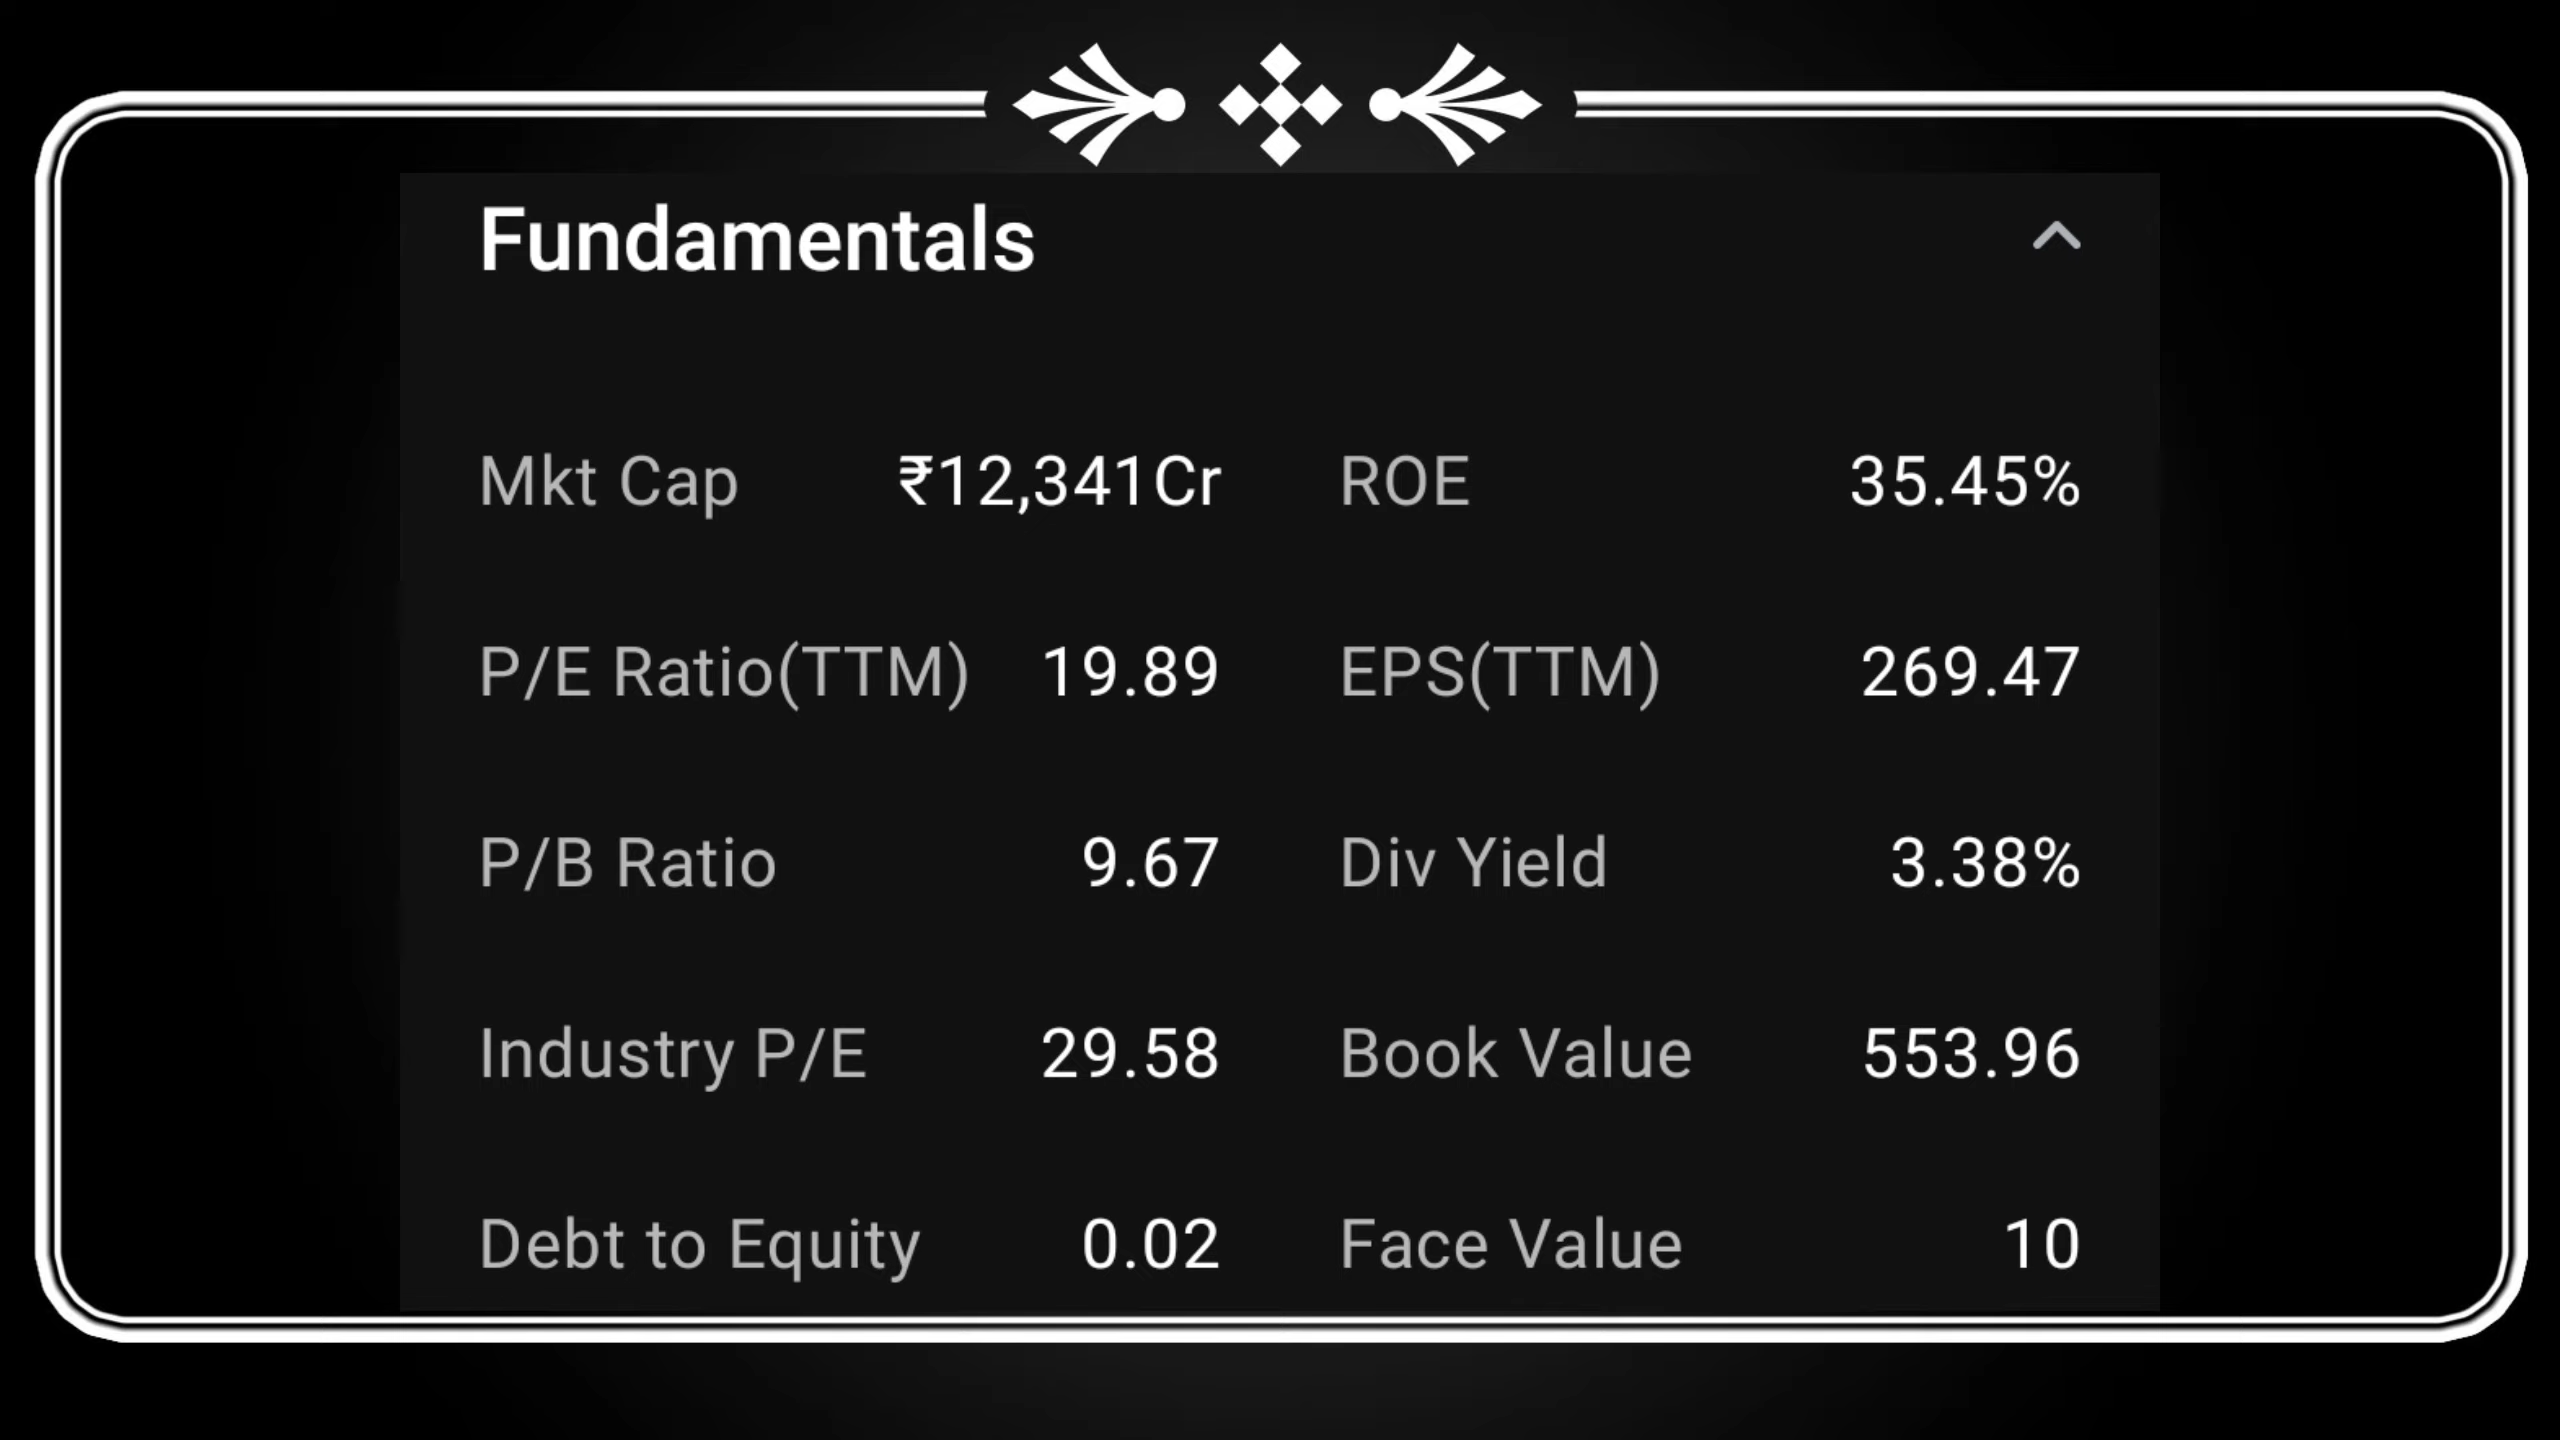 Fundamentals
Mkt Cap ₹12,341Cr ROE 35.45%
P/E Ratio(TTM) 19.89 EPS(TTM) 269.47
P/B Ratio 9.67 Div Yield 3.38%
Industry P/E 29.58 Book Value 553.96
Debt to Equity 0.02 Face Value 10